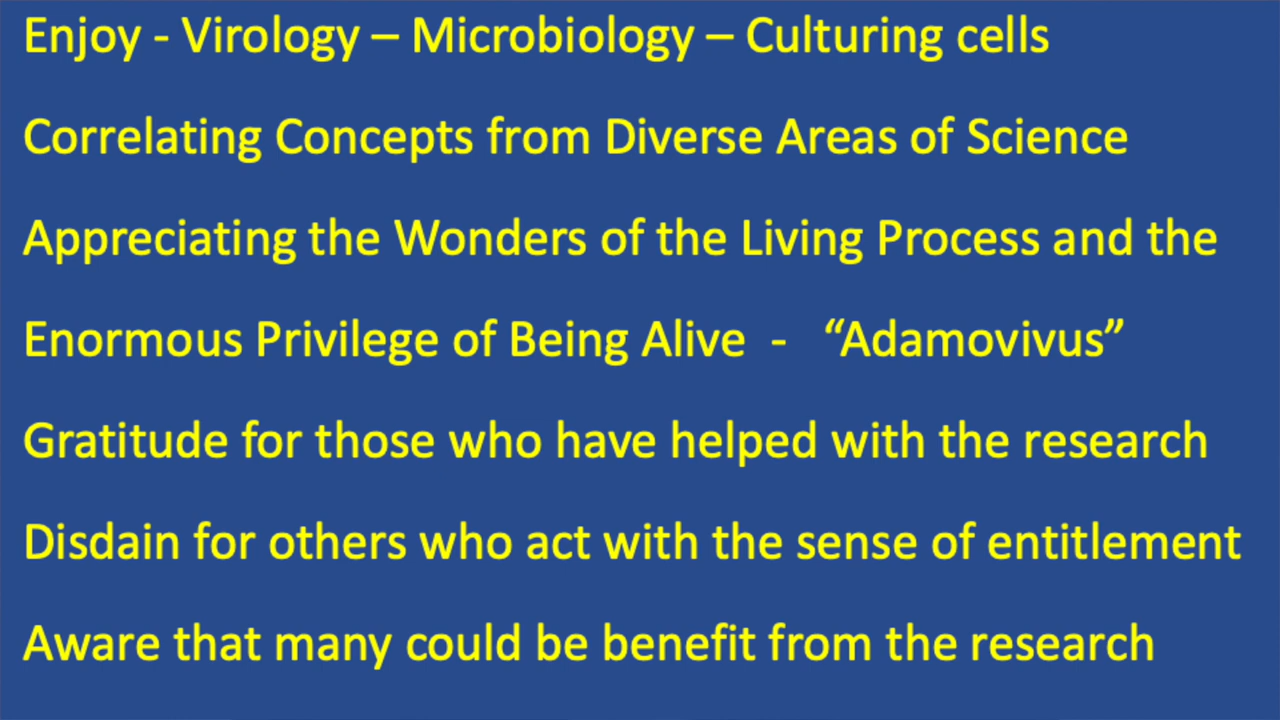 Enjoy - Virology – Microbiology – Culturing cells
Correlating Concepts from Diverse Areas of Science
Appreciating the Wonders of the Living Process and the
Enormous Privilege of Being Alive - “Adamovivus”
Gratitude for those who have helped with the research
Disdain for others who act with the sense of entitlement
Aware that many could be benefit from the research